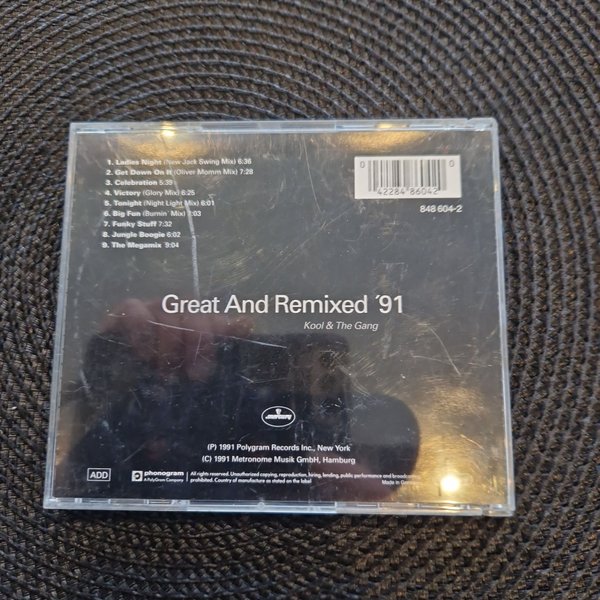 1. Ladies Night (New Jack Swing Mix) 6:36
2. Get Down On It (Oliver Momm Mix) 7:28
3. Celebration 5:39
4. Victory (Glory Mix) 6:25
5. Tonight (Night Light Mix) 6:01
6. Big Fun (Burnin' Mix) 7:03
7. Funky Stuff 7:32
8. Jungle Boogie 6:02
9. The Megamix 9:04
0 42284 86042 0
848 604-2
Great And Remixed '91
Kool & The Gang
mercury
(P) 1991 Polygram Records Inc., New York
(C) 1991 Metronome Musik GmbH, Hamburg
ADD
phonogram
A PolyGram Company
All rights reserved. Unauthorized copying, reproduction, hiring, lending, public performance and broadcasting
prohibited. Country of manufacture as stated on the label
Made in